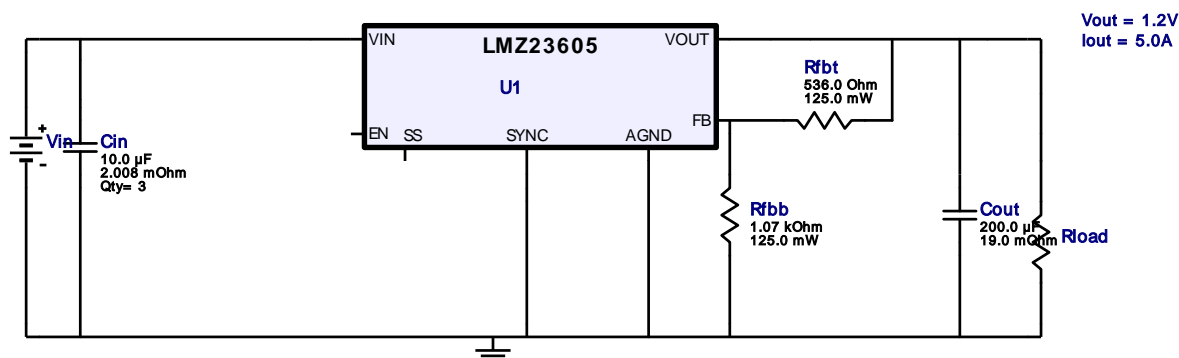 Vout = 1.2V
Iout = 5.0A
VIN
LMZ23605
VOUT
U1
Rfbt
536.0 Ohm
125.0 mW
FB
EN
SS
SYNC
AGND
Vin
Cin
10.0 µF
2.008 mOhm
Qty= 3
Rfbb
1.07 kOhm
125.0 mW
Cout
200.0 µF
19.0 mOhm
Rload